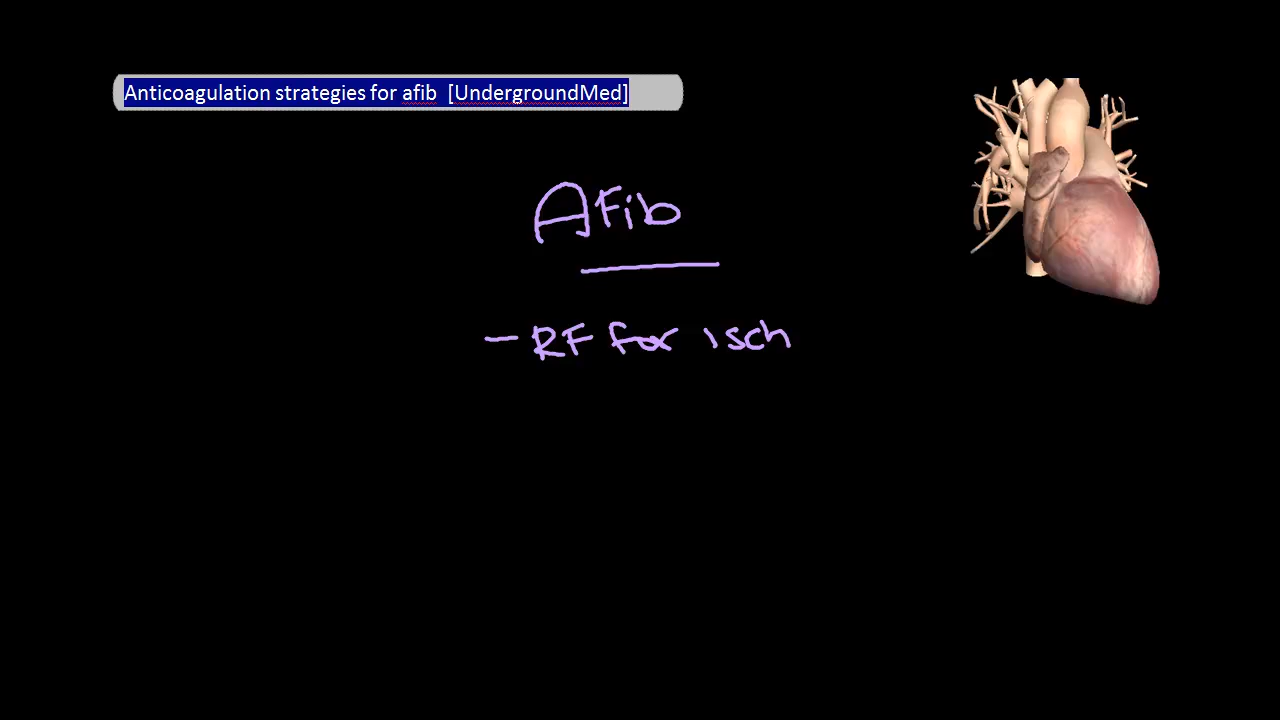 Anticoagulation strategies for afib [UndergroundMed]
AFib
- RF for isch